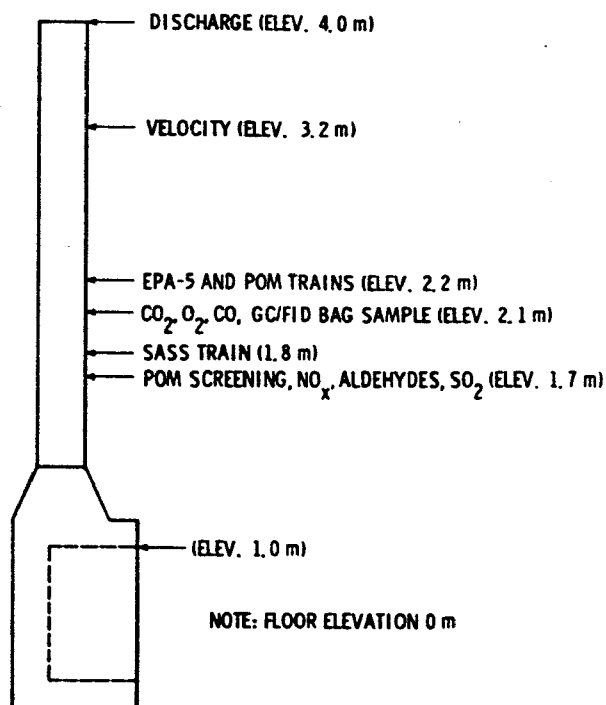 DISCHARGE (ELEV. 4.0 m)
VELOCITY (ELEV. 3.2 m)
EPA-5 AND POM TRAINS (ELEV. 2.2 m)
CO₂, O₂, CO, GC/FID BAG SAMPLE (ELEV. 2.1 m)
SASS TRAIN (1.8 m)
POM SCREENING, NOₓ, ALDEHYDES, SO₂ (ELEV. 1.7 m)
(ELEV. 1.0 m)
NOTE: FLOOR ELEVATION 0 m